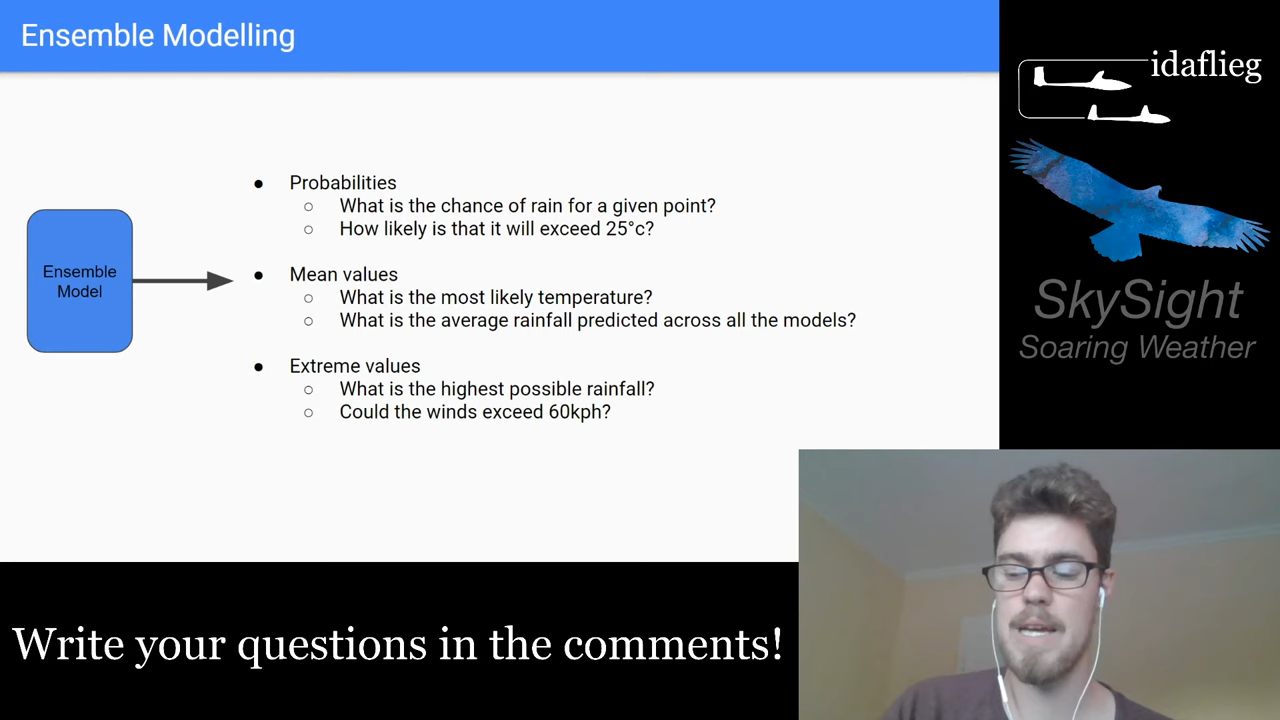 Ensemble Modelling
idaflieg
Ensemble
Model
● Probabilities
○ What is the chance of rain for a given point?
○ How likely is that it will exceed 25°c?
● Mean values
○ What is the most likely temperature?
○ What is the average rainfall predicted across all the models?
● Extreme values
○ What is the highest possible rainfall?
○ Could the winds exceed 60kph?
SkySight
Soaring Weather
Write your questions in the comments!